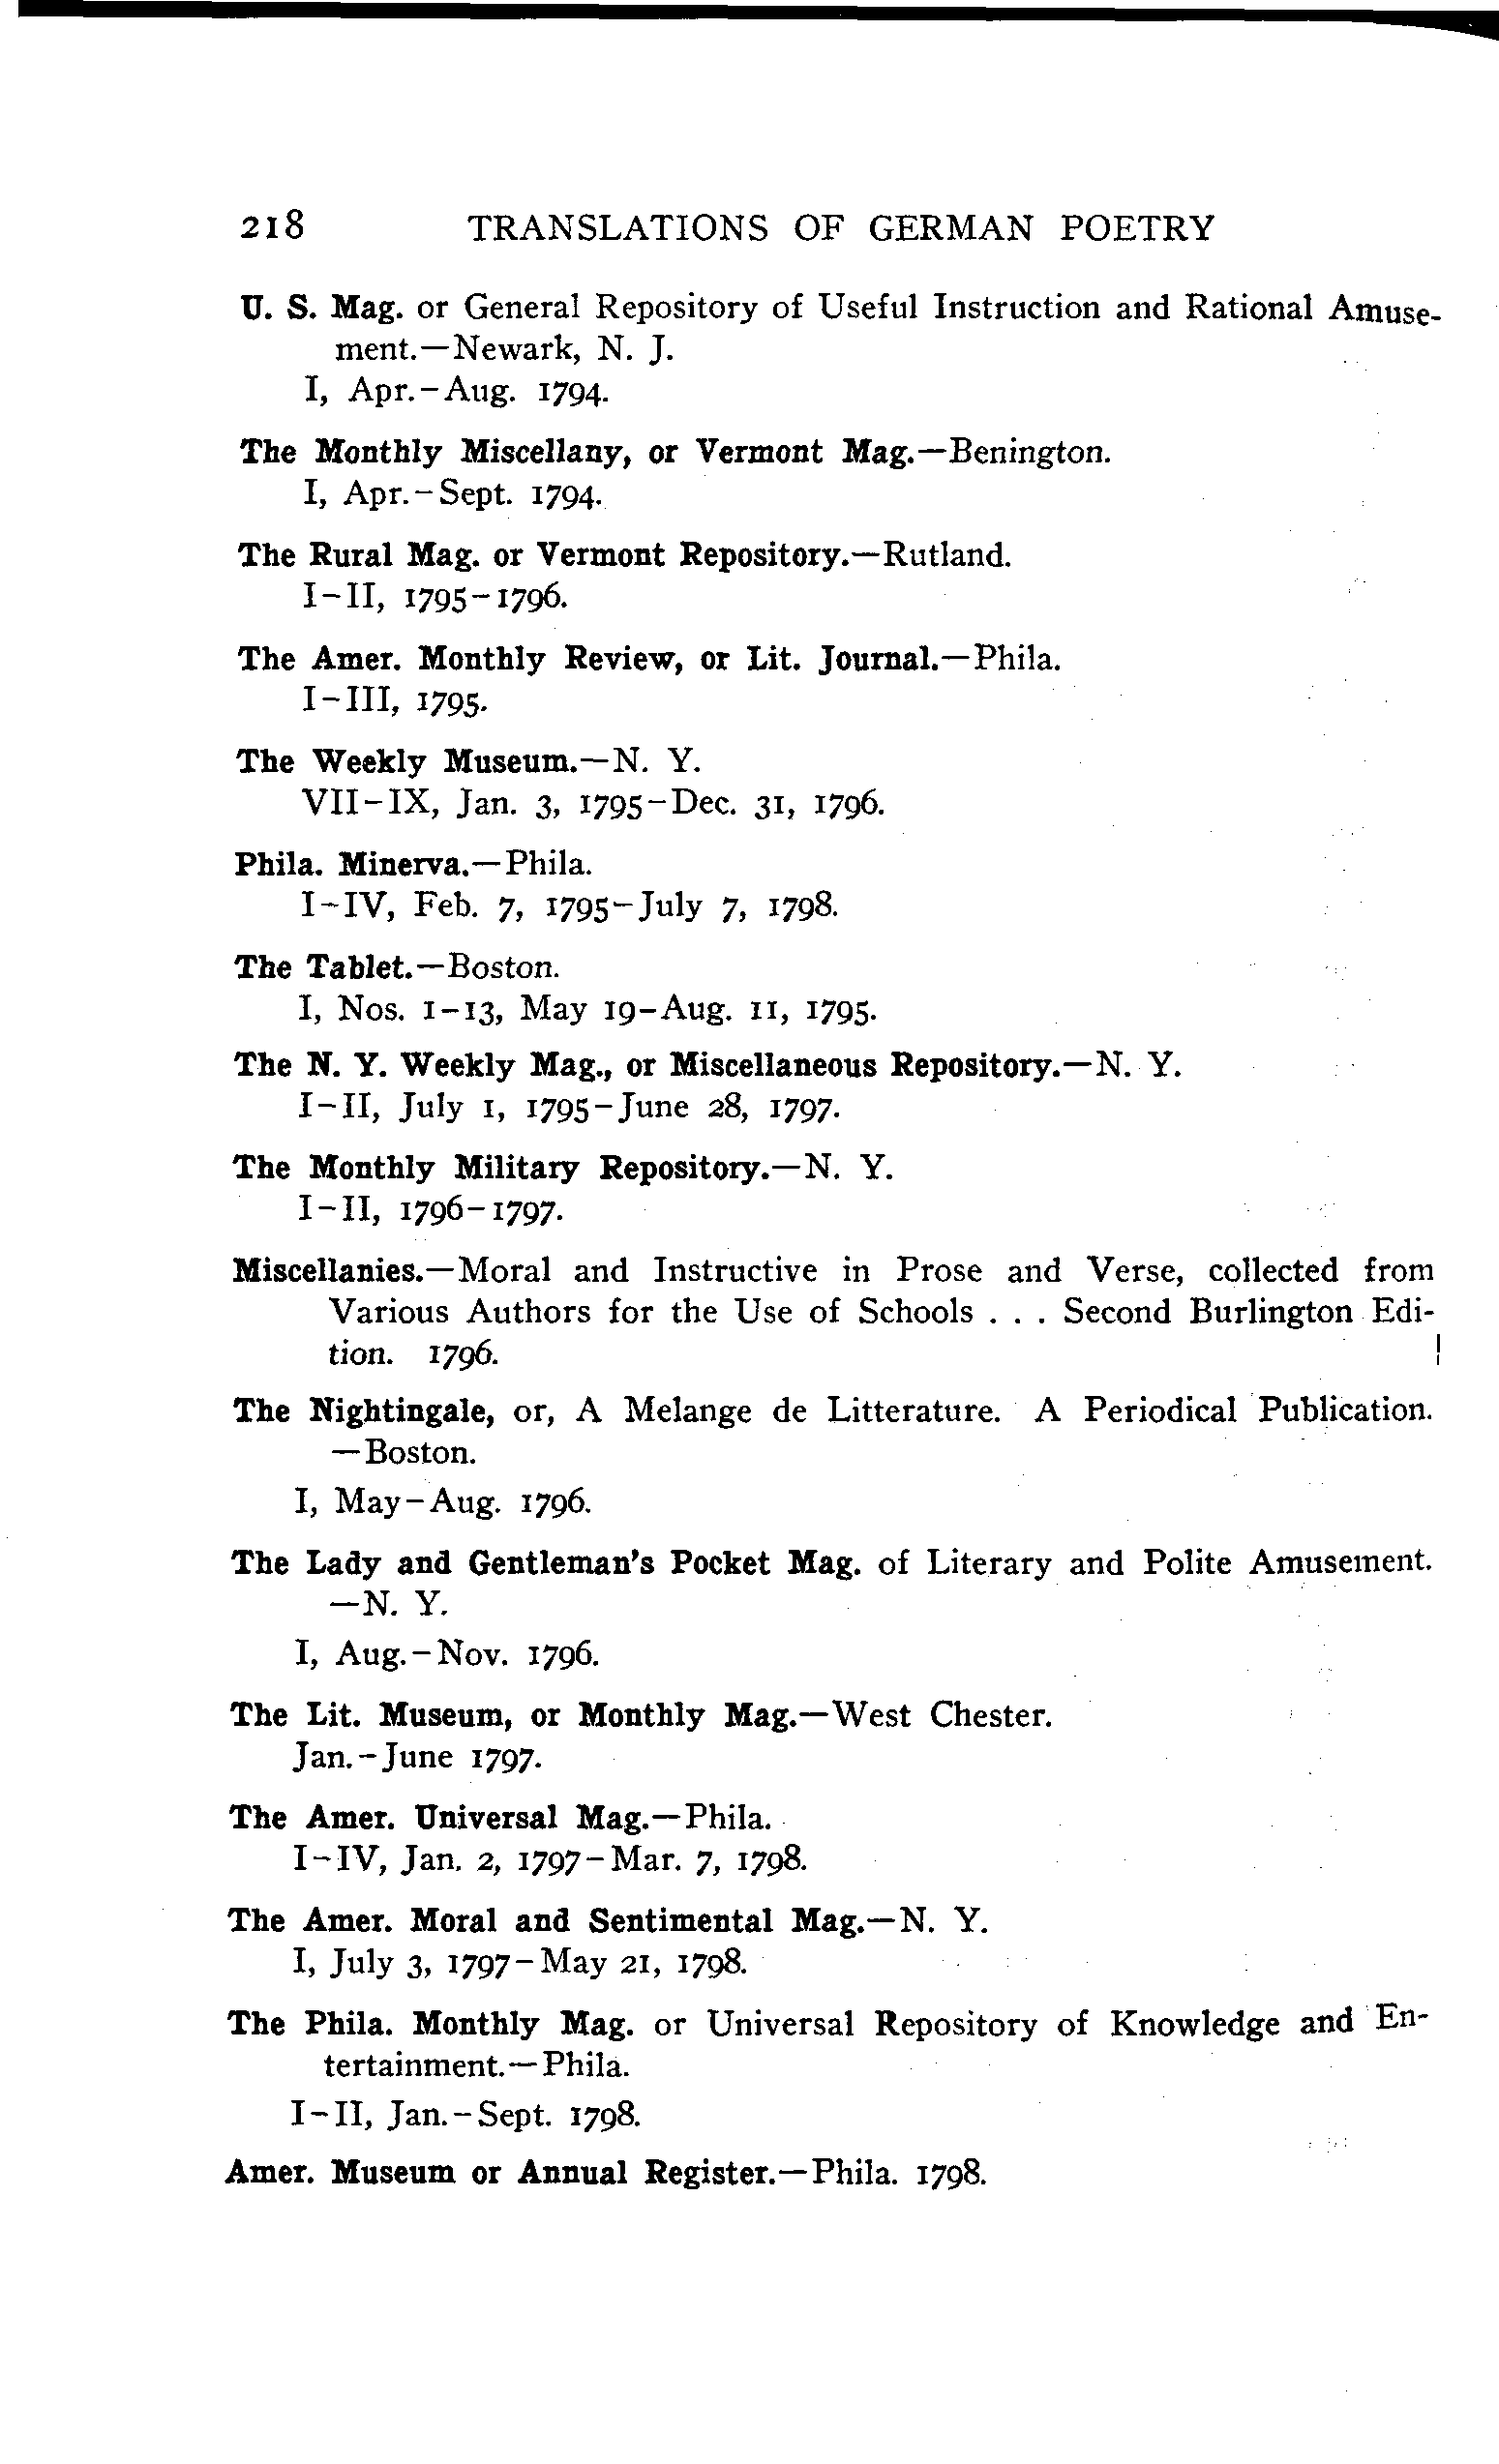 218 TRANSLATIONS OF GERMAN POETRY
U. S. Mag. or General Repository of Useful Instruction and Rational Amuse-
ment.—Newark, N. J.
I, Apr.-Aug. 1794.
The Monthly Miscellany, or Vermont Mag.—Benington.
I, Apr.-Sept. 1794.
The Rural Mag. or Vermont Repository.—Rutland.
I-II, 1795-1796.
The Amer. Monthly Review, or Lit. Journal.—Phila.
I-III, 1795.
The Weekly Museum.—N. Y.
VII-IX, Jan. 3, 1795-Dec. 31, 1796.
Phila. Minerva.—Phila.
I-IV, Feb. 7, 1795-July 7, 1798.
The Tablet.—Boston.
I, Nos. 1-13, May 19-Aug. 11, 1795.
The N. Y. Weekly Mag., or Miscellaneous Repository.—N. Y.
I-II, July 1, 1795-June 28, 1797.
The Monthly Military Repository.—N. Y.
I-II, 1796-1797.
Miscellanies.—Moral and Instructive in Prose and Verse, collected from
Various Authors for the Use of Schools . . . Second Burlington Edi-
tion. 1796.
The Nightingale, or, A Melange de Litterature. A Periodical Publication.
—Boston.
I, May-Aug. 1796.
The Lady and Gentleman's Pocket Mag. of Literary and Polite Amusement.
—N. Y.
I, Aug.-Nov. 1796.
The Lit. Museum, or Monthly Mag.—West Chester.
Jan.-June 1797.
The Amer. Universal Mag.—Phila.
I-IV, Jan. 2, 1797-Mar. 7, 1798.
The Amer. Moral and Sentimental Mag.—N. Y.
I, July 3, 1797-May 21, 1798.
The Phila. Monthly Mag. or Universal Repository of Knowledge and En-
tertainment.—Phila.
I-II, Jan.-Sept. 1798.
Amer. Museum or Annual Register.—Phila. 1798.